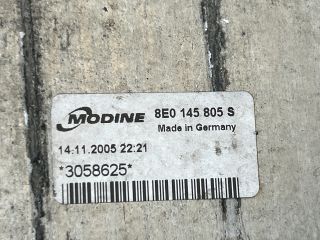 MODINE 8E0 145 805 S
Made in Germany
14.11.2005 22:21
*3058625*